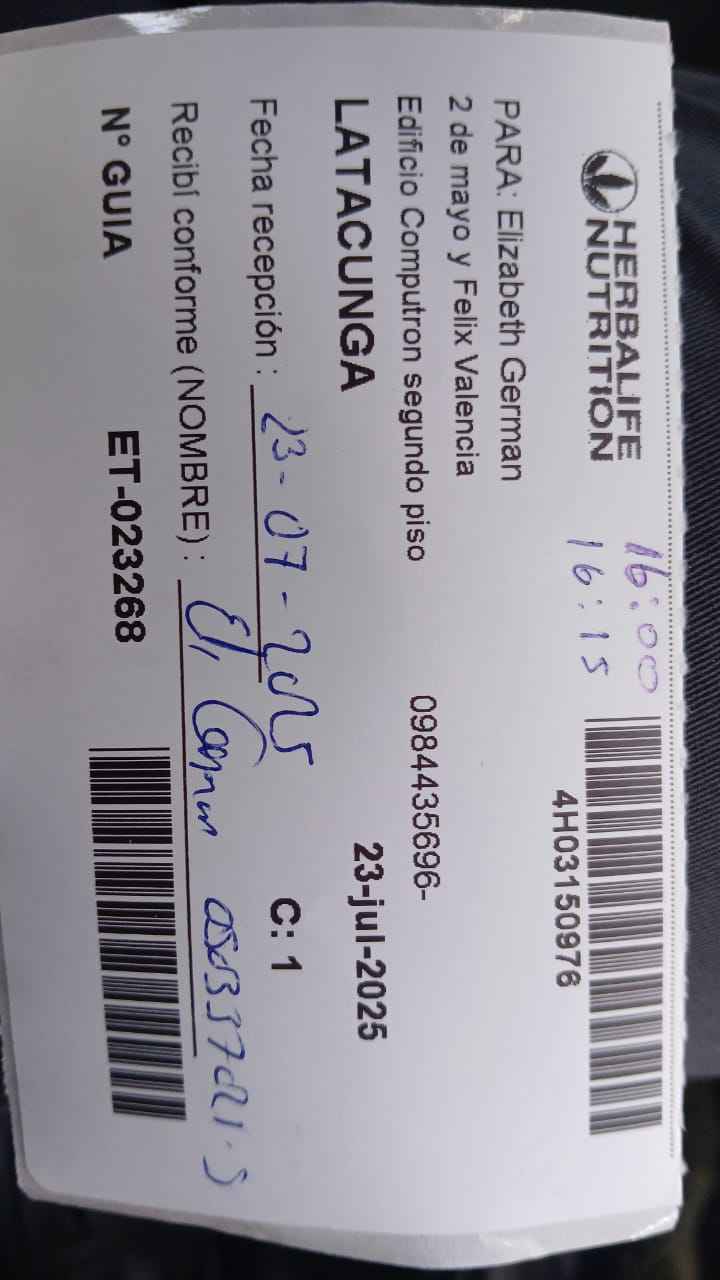 HERBALIFE
NUTRITION
16:00
16:15
4H03150976
PARA: Elizabeth German
2 de mayo y Felix Valencia
Edificio Computron segundo piso 0984435696-
LATACUNGA 23-jul-2025
Fecha recepción : 23-07-2025 C: 1
Recibí conforme (NOMBRE) :
N° GUIA ET-023268